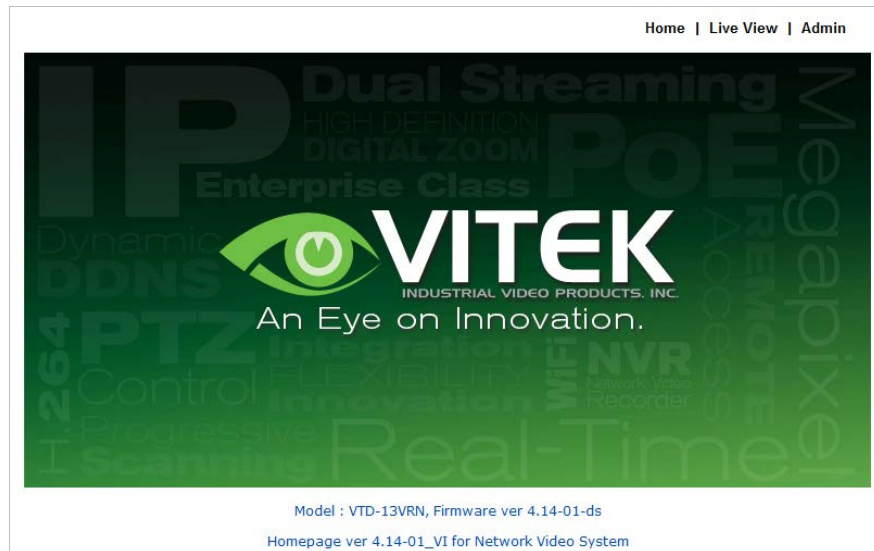 Home | Live View | Admin
IP
Dual Streaming
HIGH DEFINITION
DIGITAL ZOOM
PoE
Enterprise Class
Megapixel
Dynamic
DDNS
VITEK
INDUSTRIAL VIDEO PRODUCTS, INC.
An Eye on Innovation.
REMOTE
Access
H.264
PTZ
Control
Integration
FLEXIBILITY
Innovation
WiFi
NVR
Network Video
Recorder
Progressive
Scanning
Real-Time
Model : VTD-13VRN, Firmware ver 4.14-01-ds
Homepage ver 4.14-01_VI for Network Video System